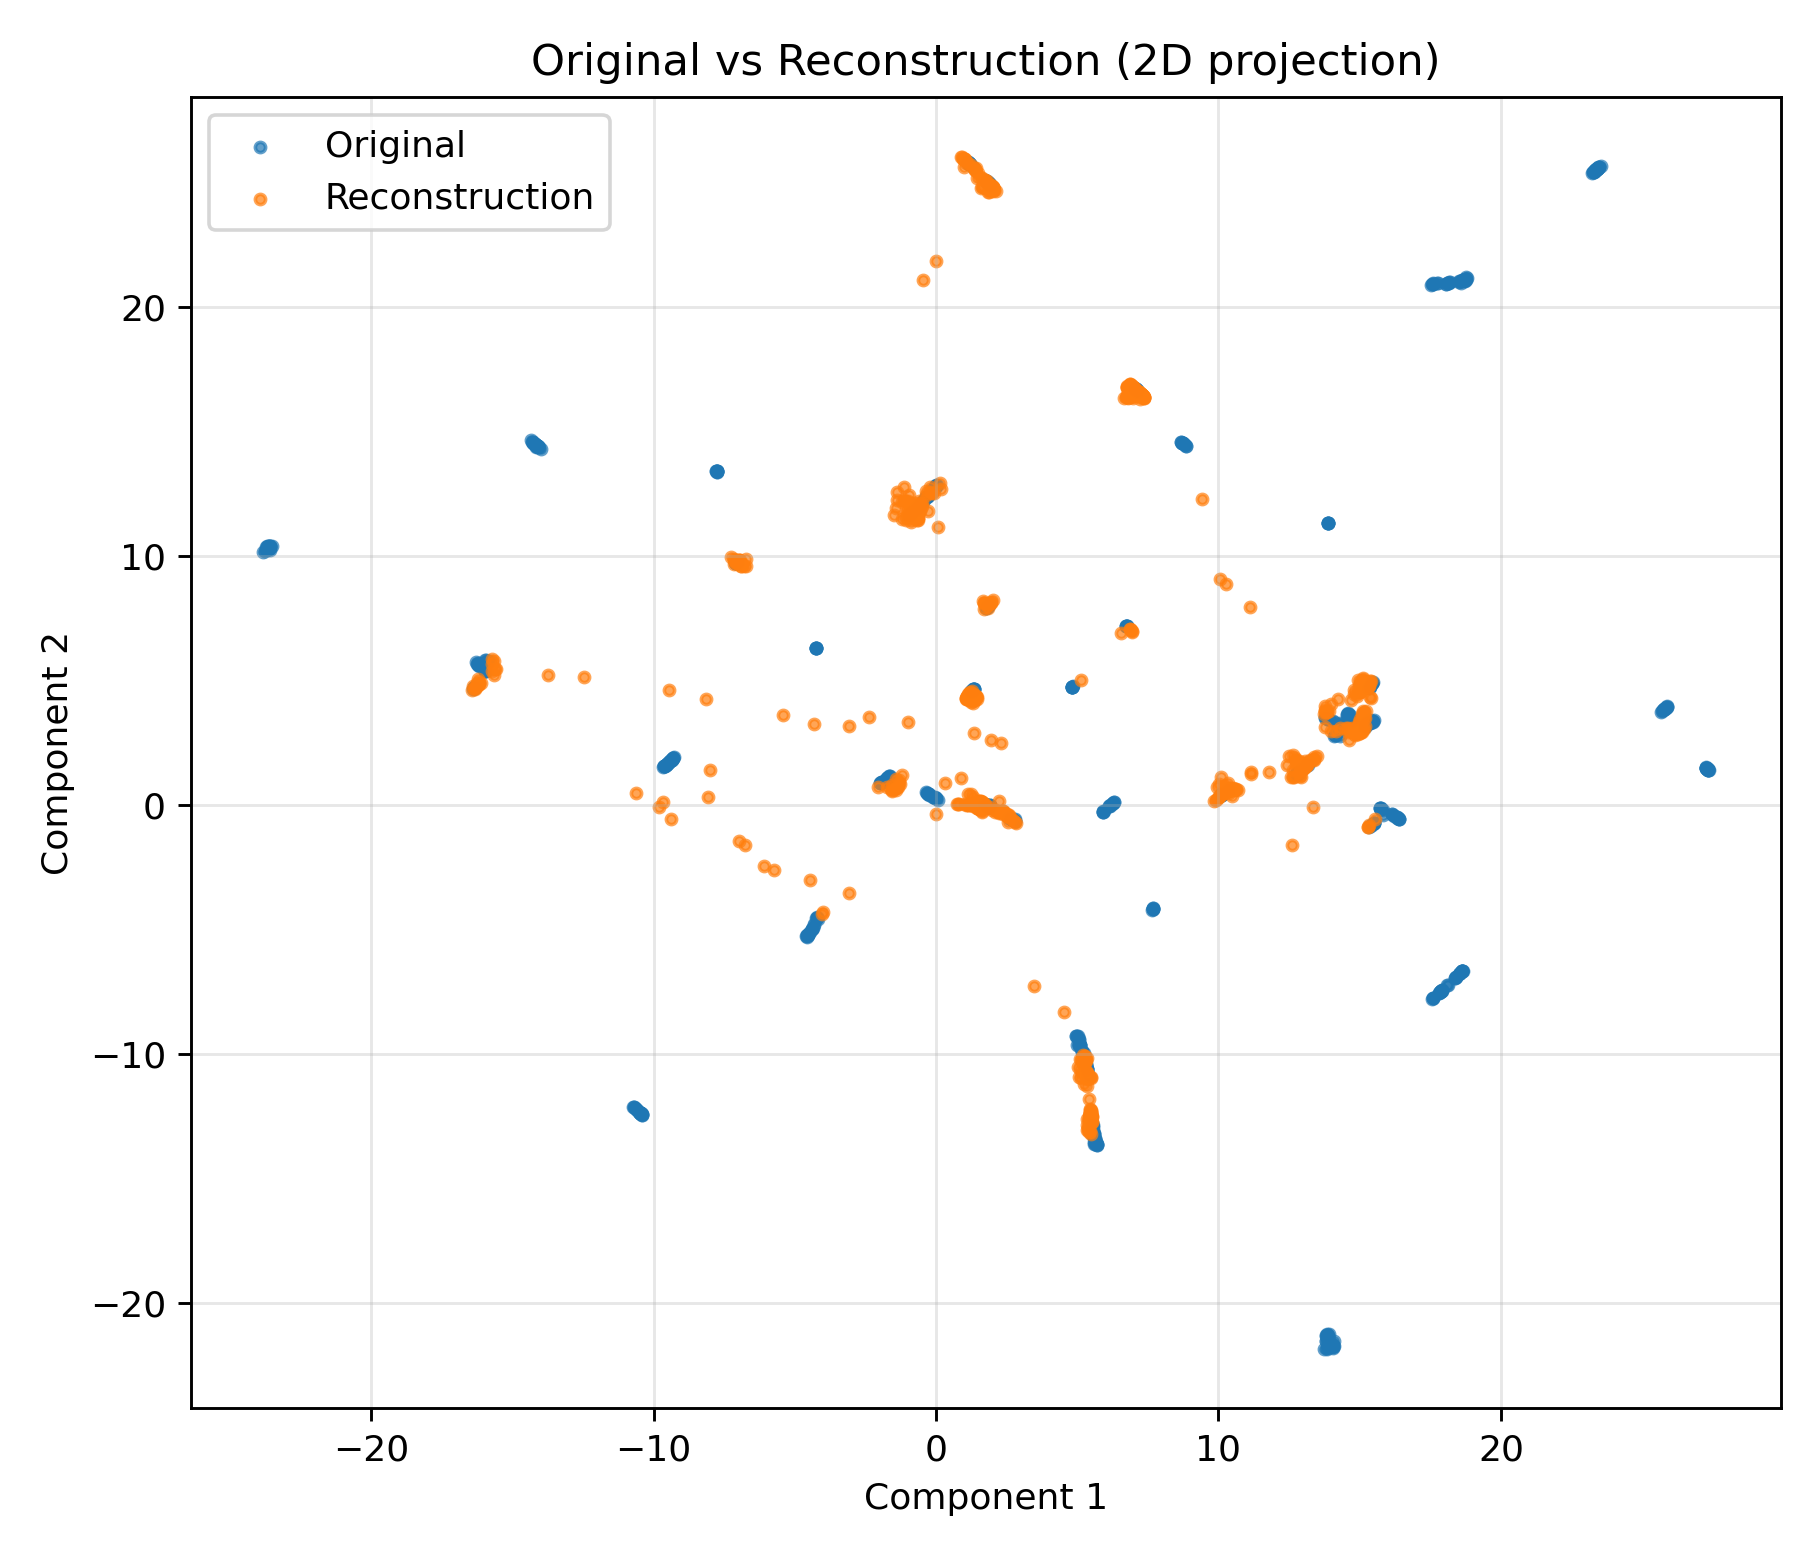 Original vs Reconstruction (2D projection)
Original
Reconstruction
20
10
0
−10
−20
Component 2
−20
−10
0
10
20
Component 1